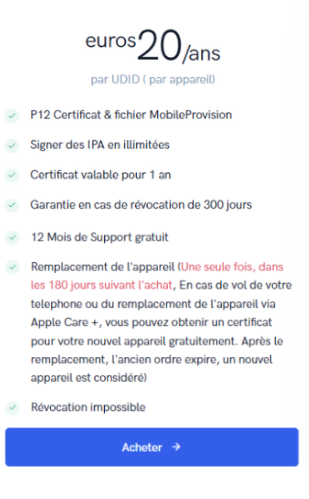 euros20/ans
par UDID ( par appareil)
P12 Certificat & fichier MobileProvision
Signer des IPA en illimitées
Certificat valable pour 1 an
Garantie en cas de révocation de 300 jours
12 Mois de Support gratuit
Remplacement de l'appareil (Une seule fois, dans
les 180 jours suivant l'achat, En cas de vol de votre
telephone ou du remplacement de l'appareil via
Apple Care +, vous pouvez obtenir un certificat
pour votre nouvel appareil gratuitement. Après le
remplacement, l'ancien ordre expire, un nouvel
appareil est considéré)
Révocation impossible
Acheter →